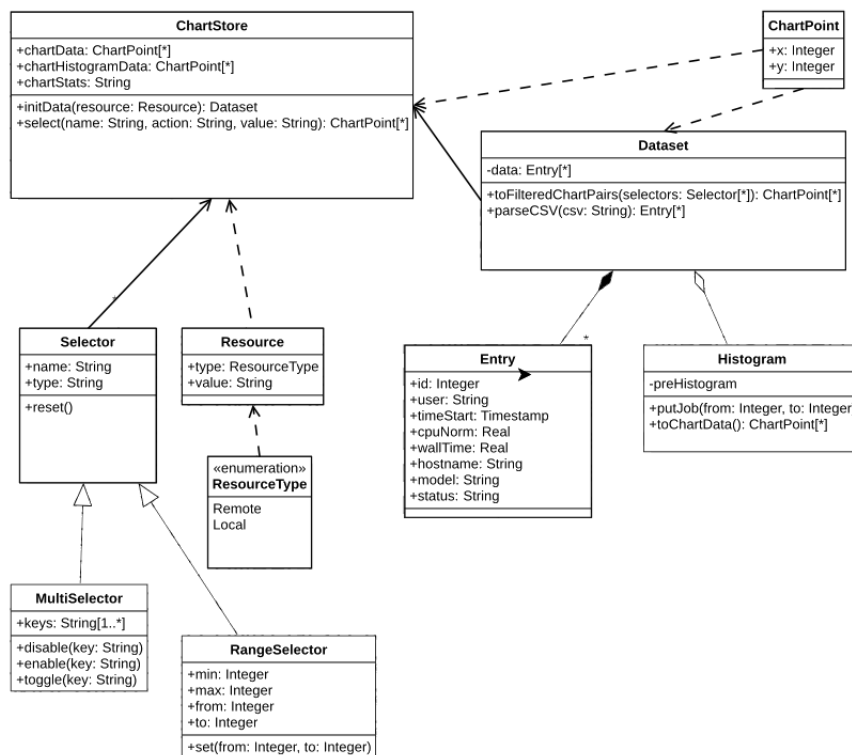 ChartStore
+chartData: ChartPoint[*]
+chartHistogramData: ChartPoint[*]
+chartStats: String
+initData(resource: Resource): Dataset
+select(name: String, action: String, value: String): ChartPoint[*]
ChartPoint
+x: Integer
+y: Integer
Dataset
-data: Entry[*]
+toFilteredChartPairs(selectors: Selector[*]): ChartPoint[*]
+parseCSV(csv: String): Entry[*]
*
Selector
+name: String
+type: String
+reset()
Resource
+type: ResourceType
+value: String
*
Entry
+id: Integer
+user: String
+timeStart: Timestamp
+cpuNorm: Real
+wallTime: Real
+hostname: String
+model: String
+status: String
Histogram
-preHistogram
+putJob(from: Integer, to: Integer
+toChartData(): ChartPoint[*]
«enumeration»
ResourceType
Remote
Local
MultiSelector
+keys: String[1..*]
+disable(key: String)
+enable(key: String)
+toggle(key: String)
RangeSelector
+min: Integer
+max: Integer
+from: Integer
+to: Integer
+set(from: Integer, to: Integer)